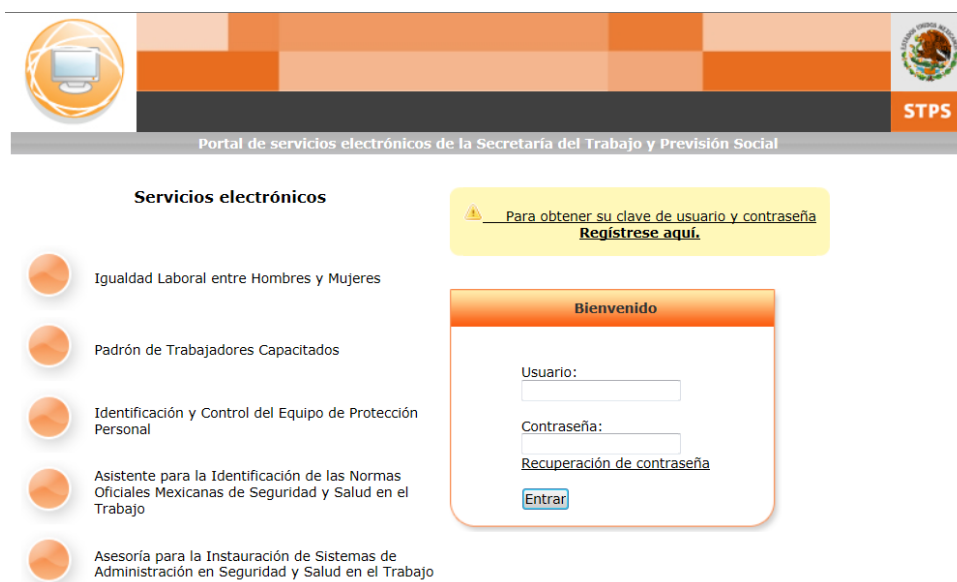 ESTADOS UNIDOS MEXICANOS
STPS
Portal de servicios electrónicos de la Secretaría del Trabajo y Previsión Social
Servicios electrónicos
Igualdad Laboral entre Hombres y Mujeres
Padrón de Trabajadores Capacitados
Identificación y Control del Equipo de Protección
Personal
Asistente para la Identificación de las Normas
Oficiales Mexicanas de Seguridad y Salud en el
Trabajo
Asesoría para la Instauración de Sistemas de
Administración en Seguridad y Salud en el Trabajo
Para obtener su clave de usuario y contraseña
Regístrese aquí.
Bienvenido
Usuario:
Contraseña:
Recuperación de contraseña
Entrar